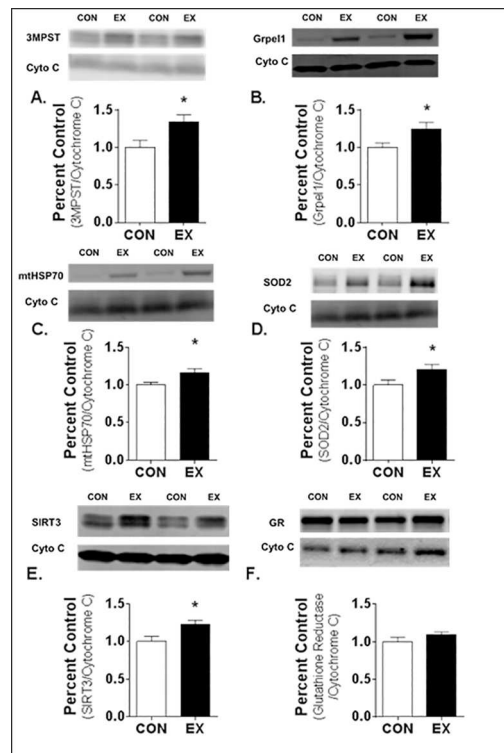 CON EX CON EX
3MPST
Cyto C
A.
Percent Control
(3MPST/Cytochrome C)
1.5
*
1.0
0.5
0.0
CON EX
CON EX CON EX
Grpel1
Cyto C
B.
Percent Control
(Grpel1/Cytochrome C)
1.5
*
1.0
0.5
0.0
CON EX
CON EX CON EX
mtHSP70
Cyto C
C.
Percent Control
(mtHSP70/Cytochrome C)
1.5
*
1.0
0.5
0.0
CON EX
CON EX CON EX
SOD2
Cyto C
D.
Percent Control
(SOD2/Cytochrome C)
1.5
*
1.0
0.5
0.0
CON EX
CON EX CON EX
SIRT3
Cyto C
E.
Percent Control
(SIRT3/Cytochrome C)
1.5
*
1.0
0.5
0.0
CON EX
CON EX CON EX
GR
Cyto C
F.
Percent Control
(Glutathione Reductase
/Cytochrome C)
1.5
1.0
0.5
0.0
CON EX